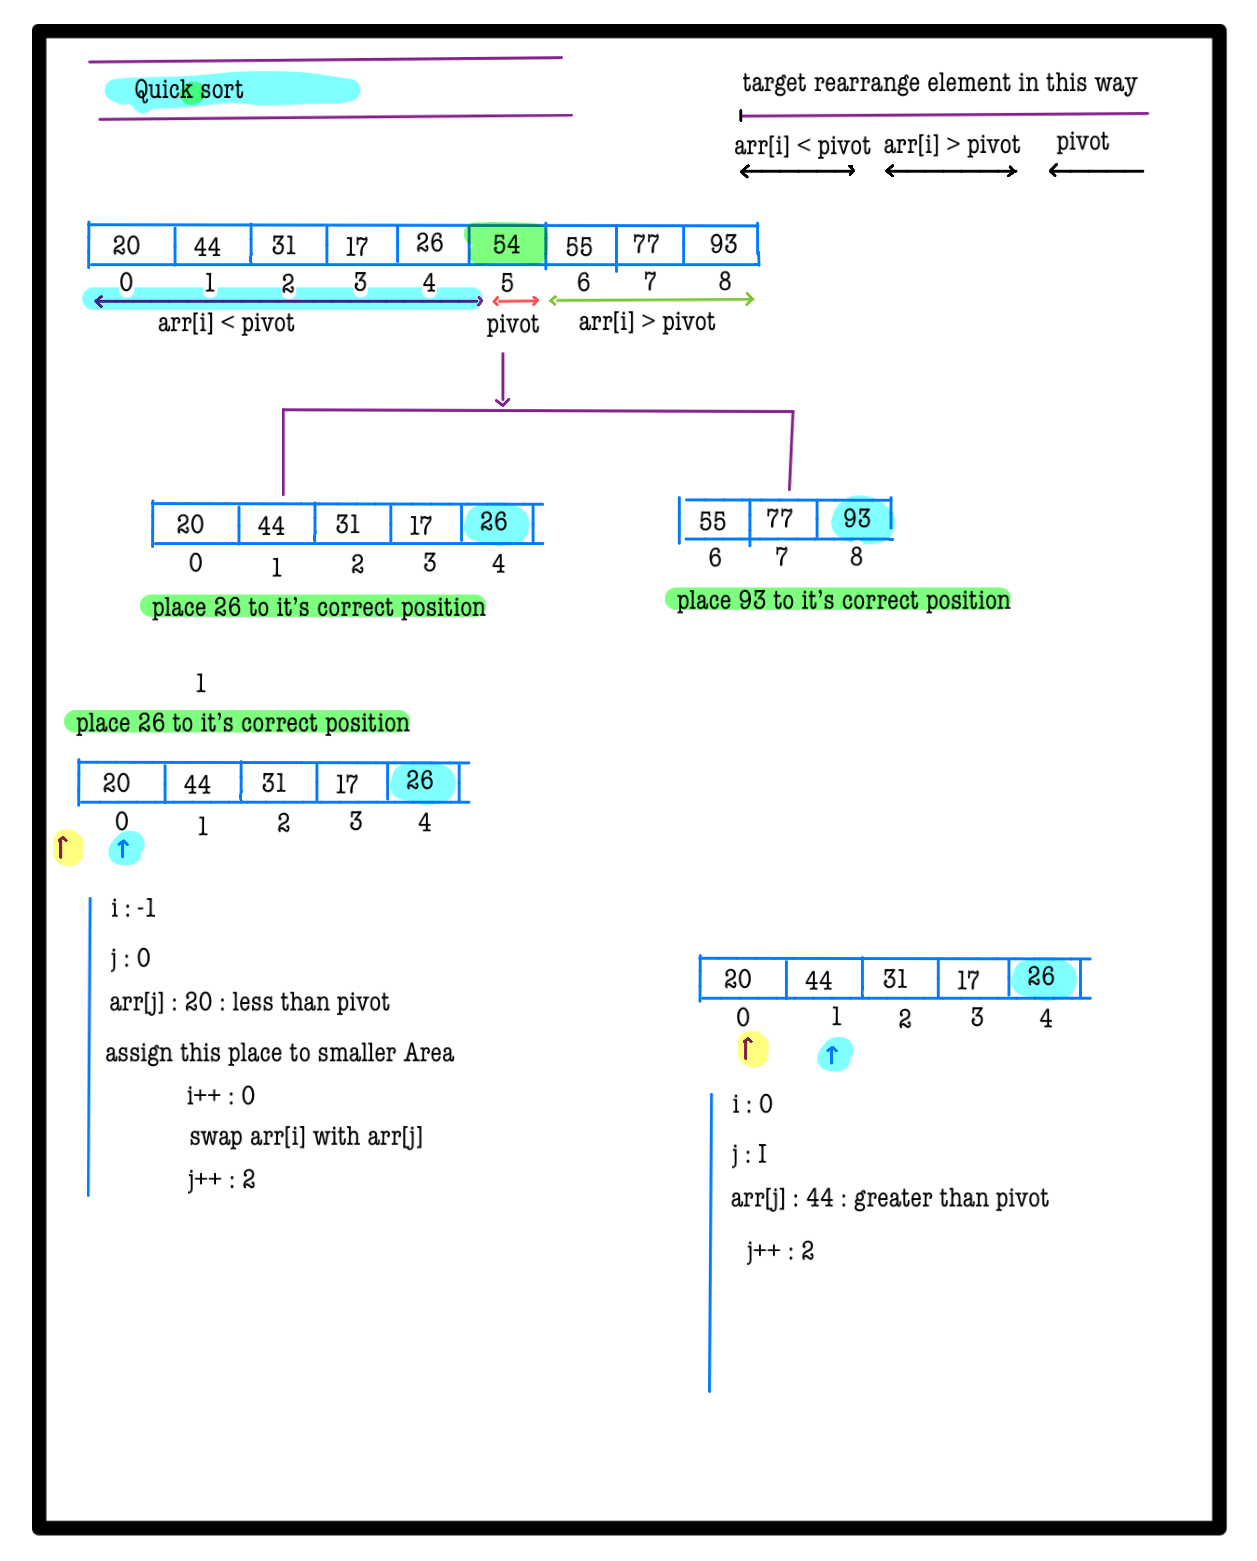 Quick sort
target rearrange element in this way
arr[i] < pivot arr[i] > pivot pivot
20 44 31 17 26 54 55 77 93
0 1 2 3 4 5 6 7 8
arr[i] < pivot pivot arr[i] > pivot
20 44 31 17 26
0 1 2 3 4
place 26 to it's correct position
55 77 93
6 7 8
place 93 to it's correct position
1
place 26 to it's correct position
20 44 31 17 26
0 1 2 3 4
i : -1
j : 0
arr[j] : 20 : less than pivot
assign this place to smaller Area
i++ : 0
swap arr[i] with arr[j]
j++ : 2
20 44 31 17 26
0 1 2 3 4
i : 0
j : I
arr[j] : 44 : greater than pivot
j++ : 2